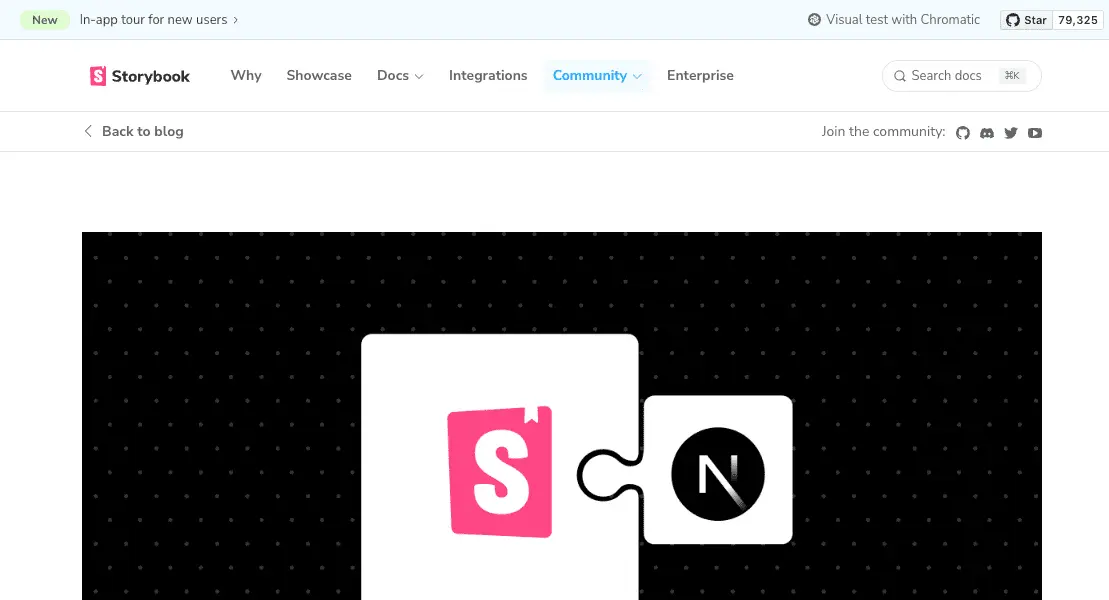 New In-app tour for new users › Visual test with Chromatic Star 79,325
Storybook Why Showcase Docs Integrations Community Enterprise Search docs ⌘K
Back to blog Join the community:
S N